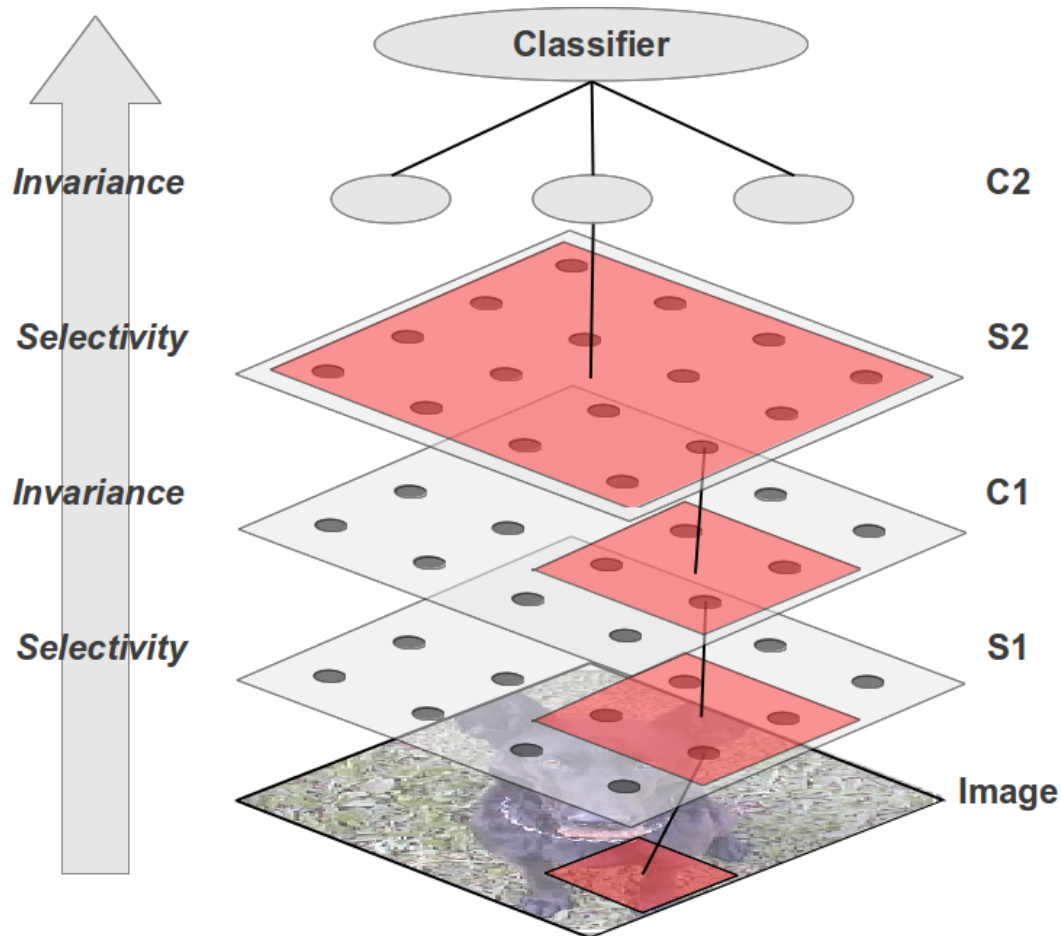 Classifier
Invariance C2
Selectivity S2
Invariance C1
Selectivity S1
Image